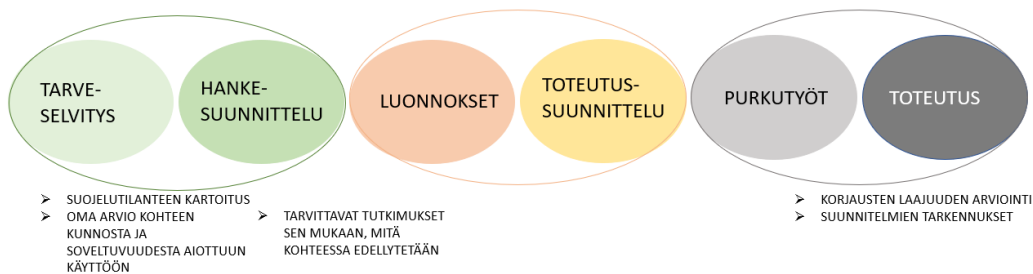 TARVE-
SELVITYS
HANKE-
SUUNNITTELU
LUONNOKSET
TOTEUTUS-
SUUNNITTELU
PURKUTYÖT
TOTEUTUS
➢ SUOJELUTILANTEEN KARTOITUS
➢ OMA ARVIO KOHTEEN
KUNNOSTA JA
SOVELTUVUUDESTA AIOTTUUN
KÄYTTÖÖN
➢ TARVITTAVAT TUTKIMUKSET
SEN MUKAAN, MITÄ
KOHTEESSA EDELLYTETÄÄN
➢ KORJAUSTEN LAAJUUDEN ARVIOINTI
➢ SUUNNITELMIEN TARKENNUKSET